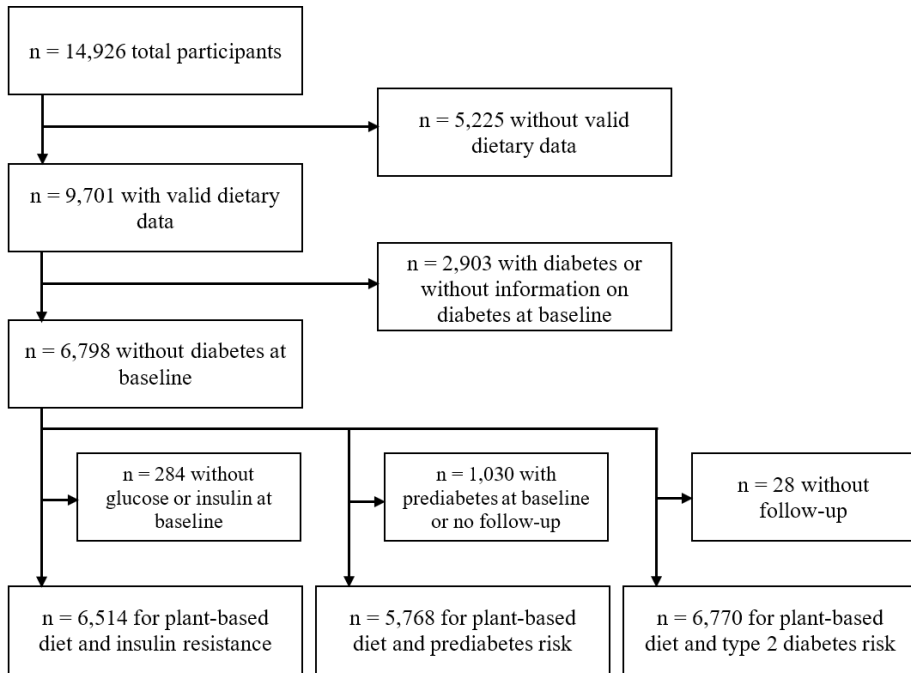 n = 14,926 total participants
n = 5,225 without valid
dietary data
n = 9,701 with valid dietary
data
n = 2,903 with diabetes or
without information on
diabetes at baseline
n = 6,798 without diabetes at
baseline
n = 284 without
glucose or insulin at
baseline
n = 1,030 with
prediabetes at baseline
or no follow-up
n = 28 without
follow-up
n = 6,514 for plant-based
diet and insulin resistance
n = 5,768 for plant-based
diet and prediabetes risk
n = 6,770 for plant-based
diet and type 2 diabetes risk